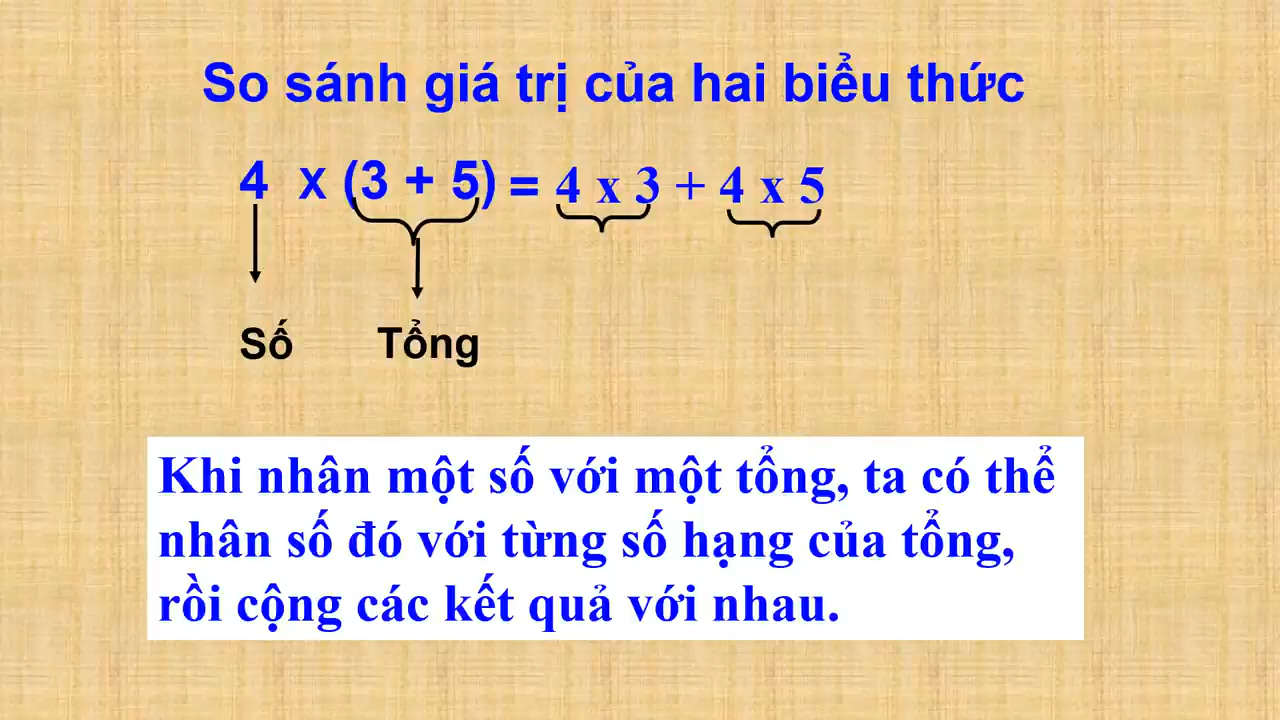 So sánh giá trị của hai biểu thức
4 x (3 + 5) = 4 x 3 + 4 x 5
Số Tổng
Khi nhân một số với một tổng, ta có thể
nhân số đó với từng số hạng của tổng,
rồi cộng các kết quả với nhau.